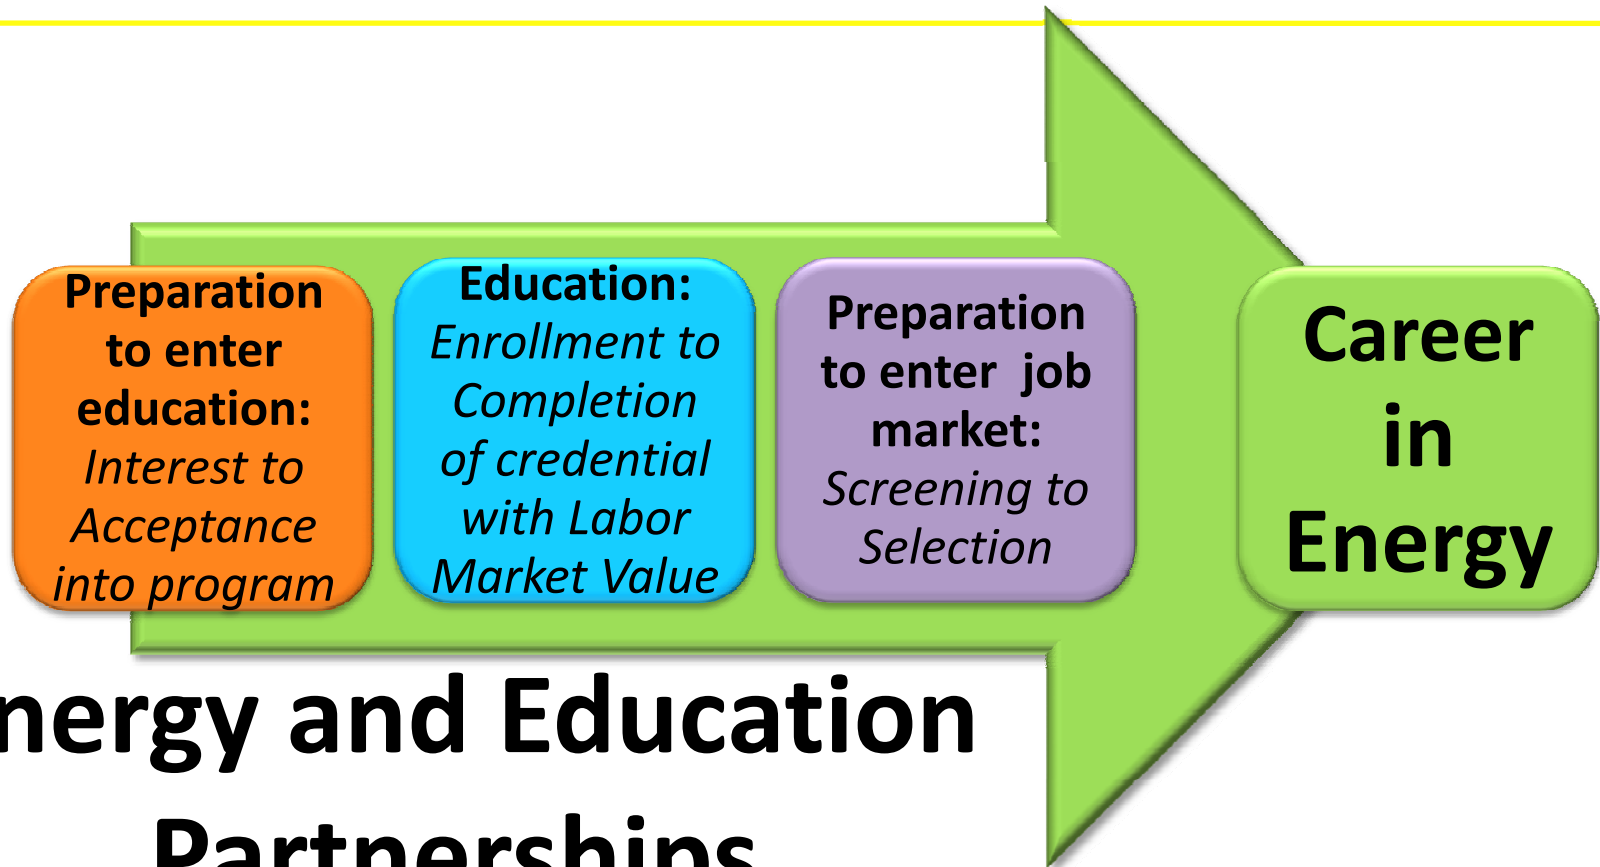 Preparation
to enter
education:
Interest to
Acceptance
into program
Education:
Enrollment to
Completion
of credential
with Labor
Market Value
Preparation
to enter  job
market:
Screening to
Selection
Career
in
Energy
nergy and Education
Partnerships